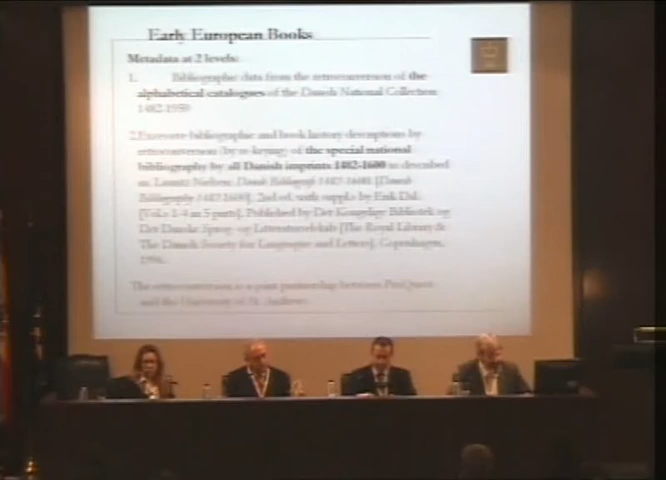 Early European Books
Metadata at 2 levels:
1. Bibliographic data from the retroconversion of the
alphabetical catalogues of the Danish National Collection
1482-1950
2. Extensive bibliographic and book history descriptions by
retroconversion (by re-keying) of the special national
bibliography by all Danish imprints 1482-1600 as described
in: Lauritz Nielsen: Dansk Bibliografi 1482-1600 [Danish
Bibliography 1482-1600]. 2nd ed. with suppl. by Erik Dal.
[Vol.s 1-4 in 5 parts]. Published by Det Kongelige Bibliotek og
Det Danske Sprog- og Litteraturselskab [The Royal Library &
The Danish Society for Language and Letters], Copenhagen,
1996.
The retroconversion is a joint partnership between ProQuest
and the University of St. Andrews